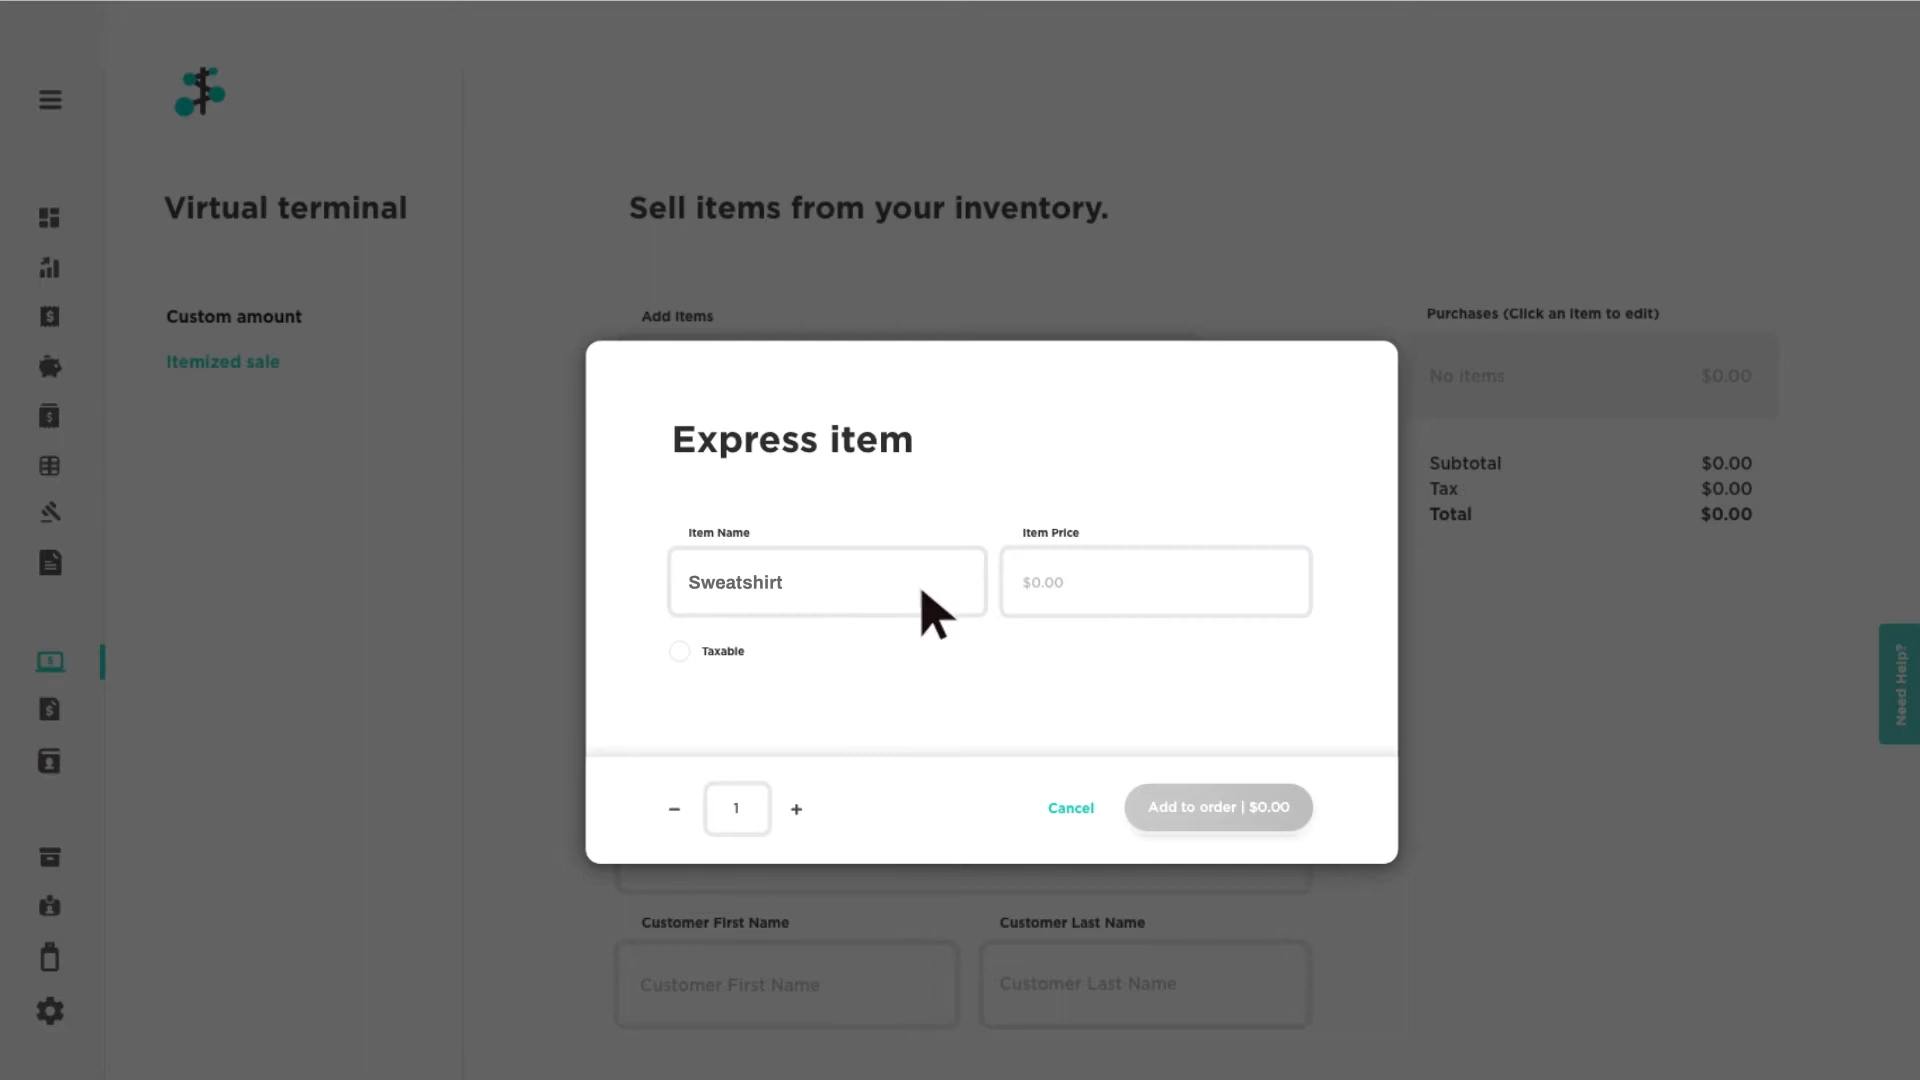 Virtual terminal
Custom amount
Itemized sale
Sell items from your inventory.
Add Items
Purchases (Click an item to edit)
No items $0.00
Subtotal $0.00
Tax $0.00
Total $0.00
Express item
Item Name
Item Price
Sweatshirt
$0.00
Taxable
− 1 +
Cancel
Add to order | $0.00
Customer First Name
Customer Last Name
Customer First Name
Customer Last Name
Need Help?